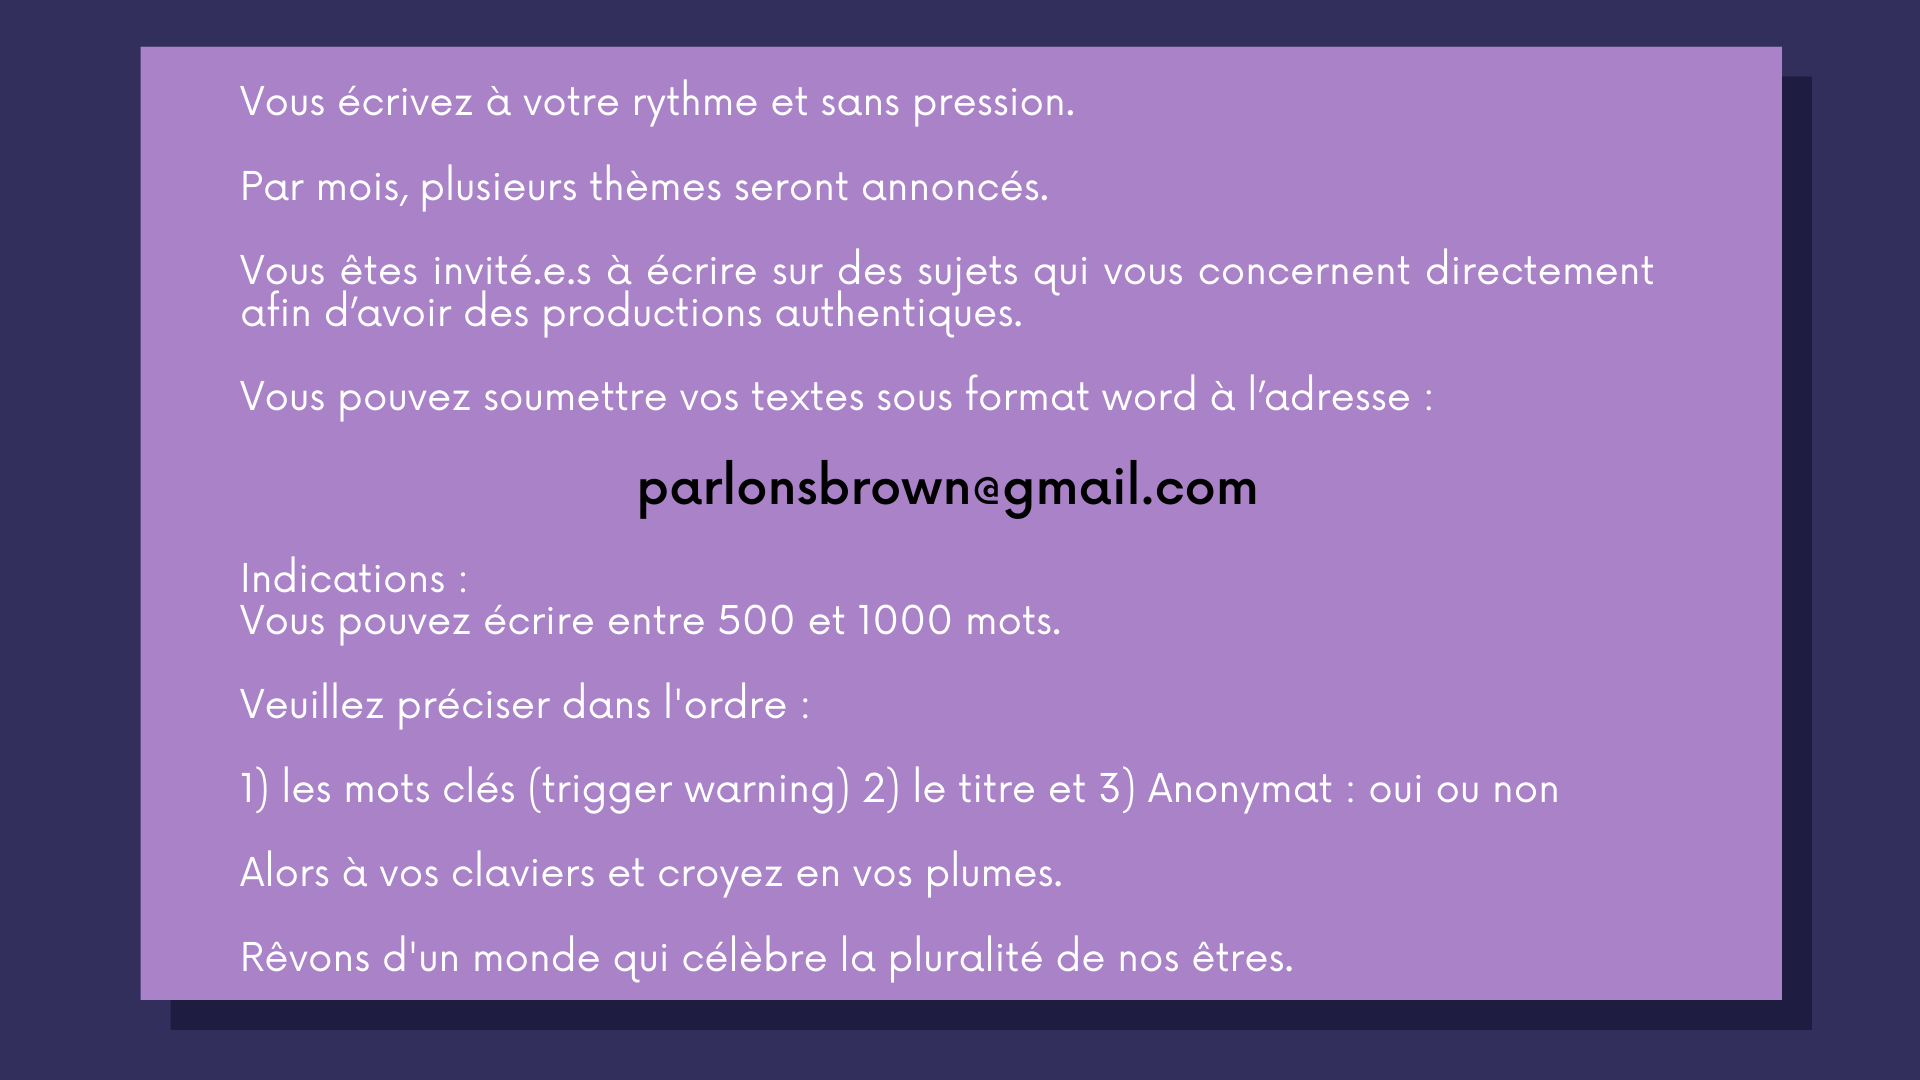 Vous écrivez à votre rythme et sans pression.
Par mois, plusieurs thèmes seront annoncés.
Vous êtes invité.e.s à écrire sur des sujets qui vous concernent directement
afin d’avoir des productions authentiques.
Vous pouvez soumettre vos textes sous format word à l’adresse :
parlonsbrown@gmail.com
Indications :
Vous pouvez écrire entre 500 et 1000 mots.
Veuillez préciser dans l'ordre :
1) les mots clés (trigger warning) 2) le titre et 3) Anonymat : oui ou non
Alors à vos claviers et croyez en vos plumes.
Rêvons d'un monde qui célèbre la pluralité de nos êtres.